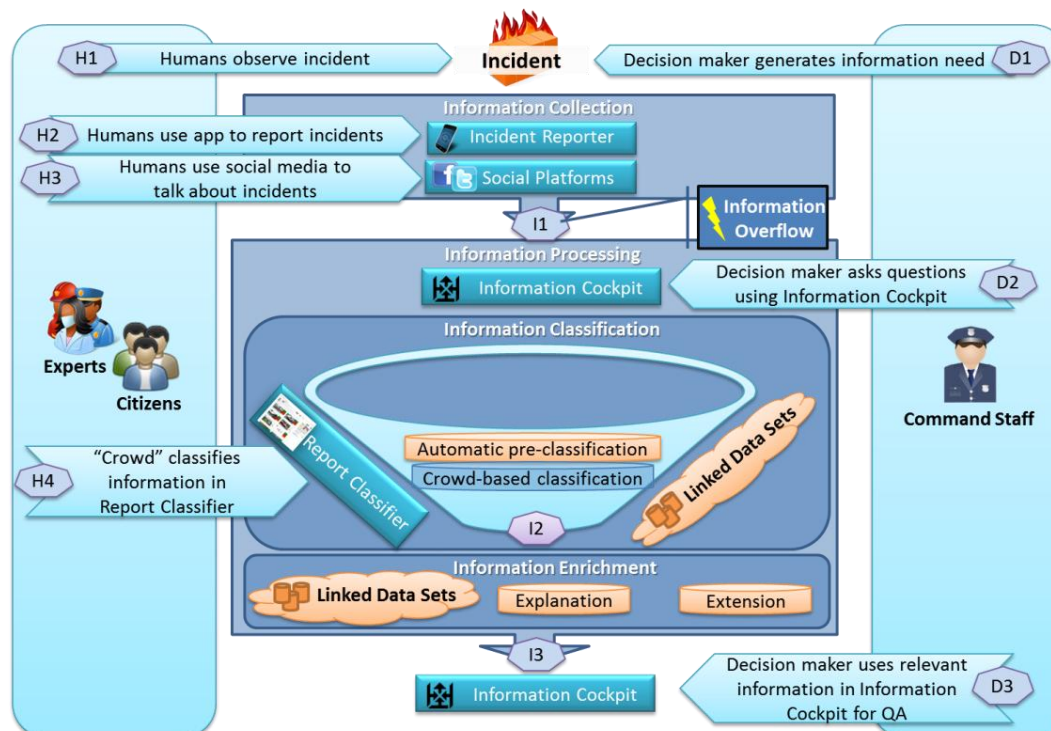 H1
Humans observe incident
Incident
Decision maker generates information need
D1
Information Collection
H2
Humans use app to report incidents
Incident Reporter
H3
Humans use social media to
talk about incidents
Social Platforms
I1
Information
Overflow
Information Processing
Information Cockpit
Decision maker asks questions
using Information Cockpit
D2
Information Classification
Experts
Citizens
Command Staff
Report Classifier
Automatic pre-classification
Crowd-based classification
Linked Data Sets
H4
“Crowd” classifies
information in
Report Classifier
I2
Information Enrichment
Linked Data Sets
Explanation
Extension
I3
Information Cockpit
Decision maker uses relevant
information in Information
Cockpit for QA
D3